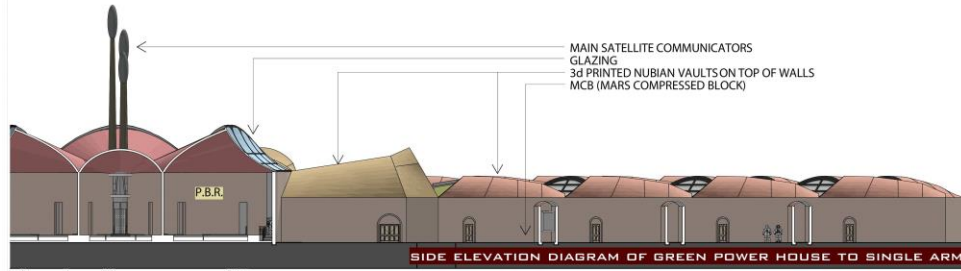 MAIN SATELLITE COMMUNICATORS
GLAZING
3d PRINTED NUBIAN VAULTS ON TOP OF WALLS
MCB (MARS COMPRESSED BLOCK)
P.B.R.
SIDE ELEVATION DIAGRAM OF GREEN POWER HOUSE TO SINGLE ARM